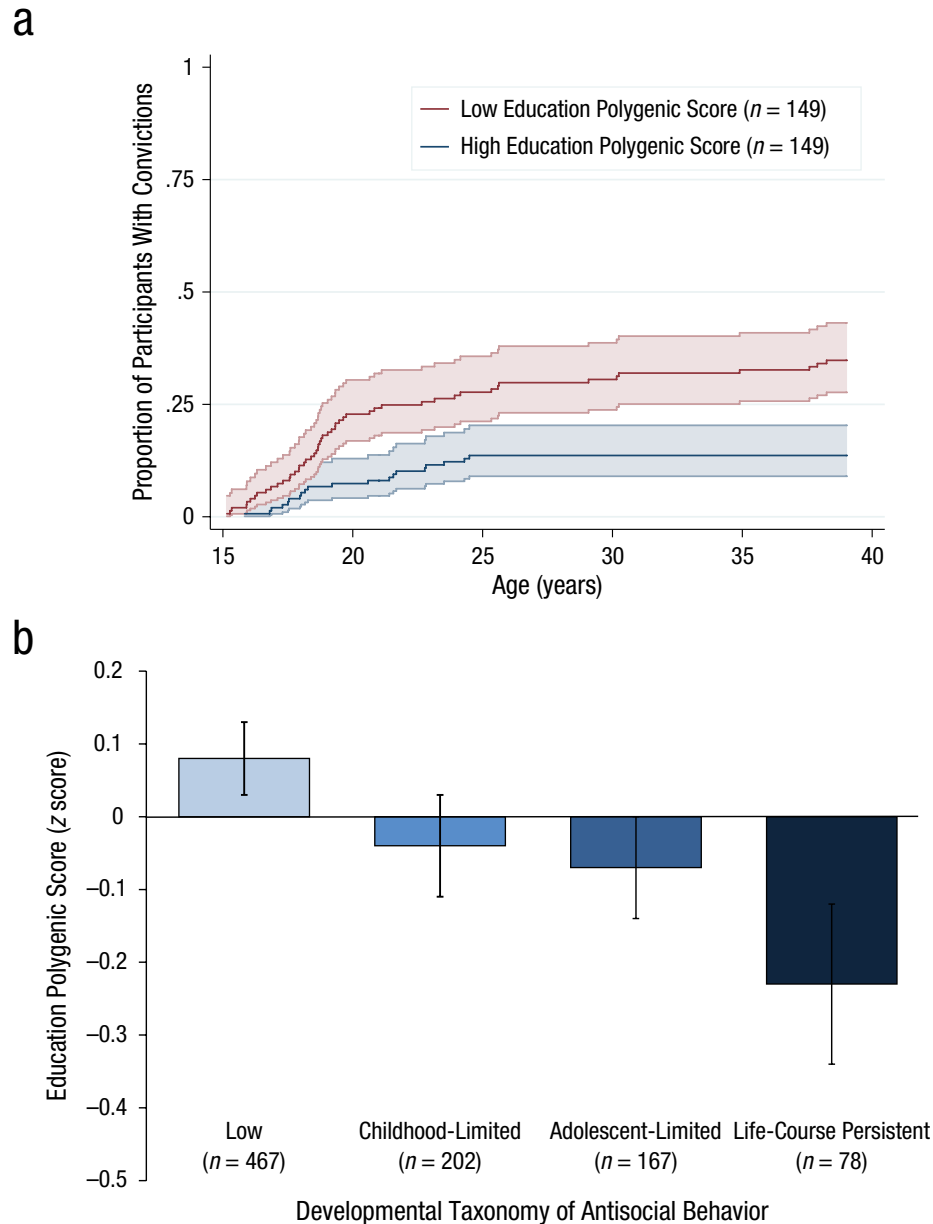 a
1
.75
.5
.25
0
Proportion of Participants With Convictions
Low Education Polygenic Score (n = 149)
High Education Polygenic Score (n = 149)
15 20 25 30 35 40
Age (years)
b
0.2
0.1
0
−0.1
−0.2
−0.3
−0.4
−0.5
Education Polygenic Score (z score)
Low
(n = 467)
Childhood-Limited
(n = 202)
Adolescent-Limited
(n = 167)
Life-Course Persistent
(n = 78)
Developmental Taxonomy of Antisocial Behavior